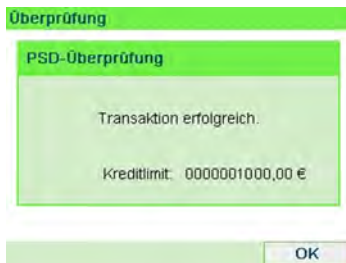 Überprüfung
PSD-Überprüfung
Transaktion erfolgreich.
Kreditlimit: 0000001000,00 €
OK